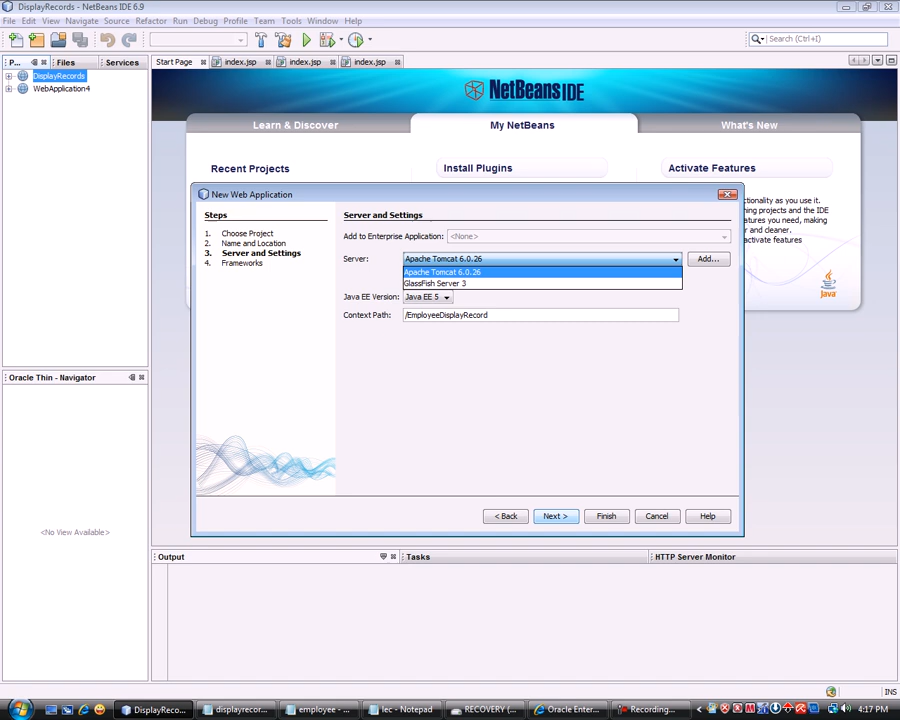 DisplayRecords - NetBeans IDE 6.9
File Edit View Navigate Source Refactor Run Debug Profile Team Tools Window Help
Search (Ctrl+I)
P... Files Services
Start Page index.jsp index.jsp index.jsp
DisplayRecords
WebApplication4
NetBeans IDE
Learn & Discover My NetBeans What's New
Recent Projects Install Plugins Activate Features
New Web Application
Steps
1. Choose Project
2. Name and Location
3. Server and Settings
4. Frameworks
Server and Settings
Add to Enterprise Application: <None>
Server: Apache Tomcat 6.0.26 Add...
Apache Tomcat 6.0.26
GlassFish Server 3
Java EE Version: Java EE 5
Context Path: /EmployeeDisplayRecord
ctionality as you use it.
ning projects and the IDE
eatures you need, making
r and cleaner.
activate features
Java
Oracle Thin - Navigator
<No View Available>
< Back Next > Finish Cancel Help
Output Tasks HTTP Server Monitor
INS
DisplayReco... displayrecor... employee - ... lec - Notepad RECOVERY (... Oracle Enter... Recording... 4:17 PM